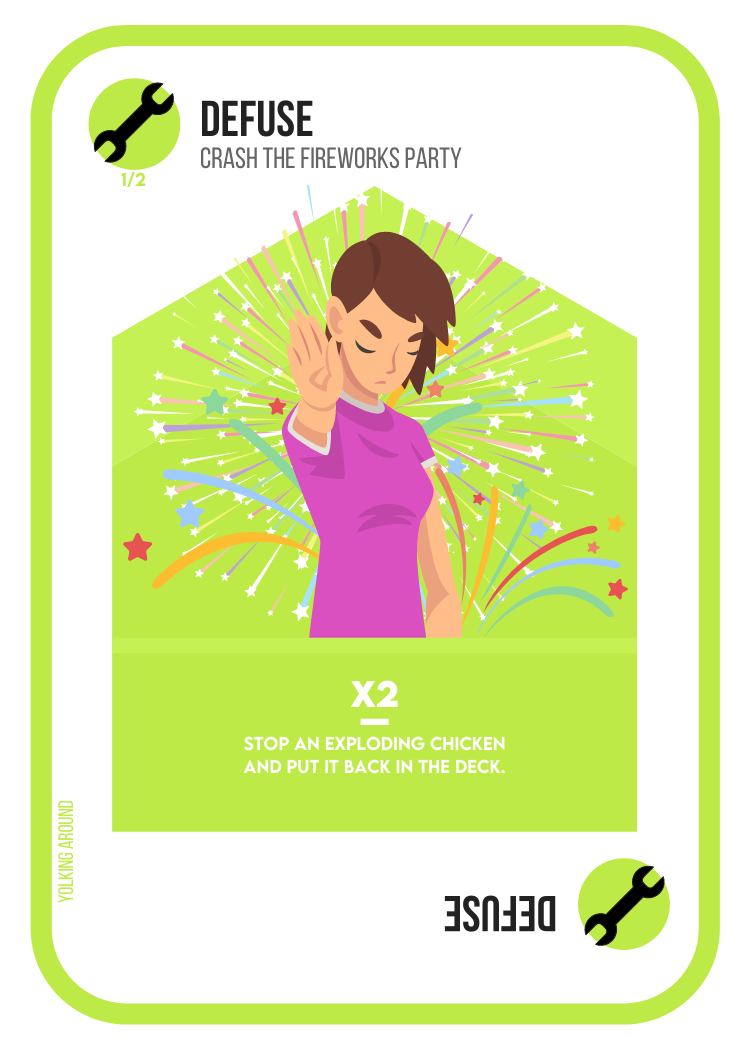 DEFUSE
CRASH THE FIREWORKS PARTY
1/2
X2
STOP AN EXPLODING CHICKEN
AND PUT IT BACK IN THE DECK.
YOLKING AROUND
DEFUSE